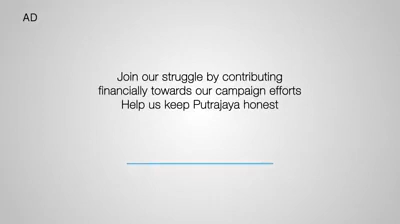 AD
Join our struggle by contributing
financially towards our campaign efforts
Help us keep Putrajaya honest